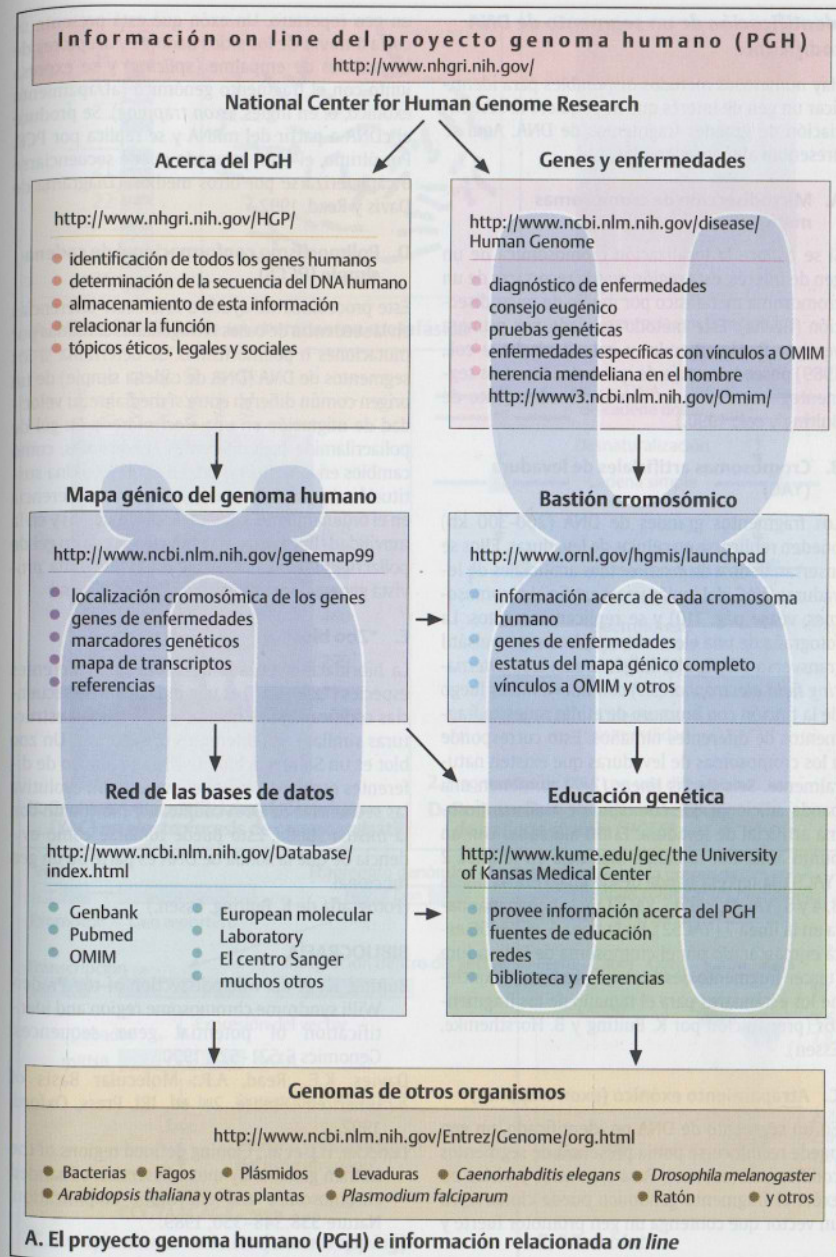 Información on line del proyecto genoma humano (PGH)
http://www.nhgri.nih.gov/
National Center for Human Genome Research
Acerca del PGH
http://www.nhgri.nih.gov/HGP/
identificación de todos los genes humanos
determinación de la secuencia del DNA humano
almacenamiento de esta información
relacionar la función
tópicos éticos, legales y sociales
Genes y enfermedades
http://www.ncbi.nlm.nih.gov/disease/
Human Genome
diagnóstico de enfermedades
consejo eugénico
pruebas genéticas
enfermedades específicas con vínculos a OMIM
herencia mendeliana en el hombre
http://www3.ncbi.nlm.nih.gov/Omim/
Mapa génico del genoma humano
http://www.ncbi.nlm.nih.gov/genemap99
localización cromosómica de los genes
genes de enfermedades
marcadores genéticos
mapa de transcriptos
referencias
Bastión cromosómico
http://www.ornl.gov/hgmis/launchpad
información acerca de cada cromosoma
humano
genes de enfermedades
estatus del mapa génico completo
vínculos a OMIM y otros
Red de las bases de datos
http://www.ncbi.nlm.nih.gov/Database/
index.html
Genbank
Pubmed
OMIM
European molecular
Laboratory
El centro Sanger
muchos otros
Educación genética
http://www.kume.edu/gec/the University
of Kansas Medical Center
provee información acerca del PGH
fuentes de educación
redes
biblioteca y referencias
Genomas de otros organismos
http://www.ncbi.nlm.nih.gov/Entrez/Genome/org.html
Bacterias Fagos Plásmidos Levaduras Caenorhabditis elegans Drosophila melanogaster
Arabidopsis thaliana y otras plantas Plasmodium falciparum Ratón y otros
A. El proyecto genoma humano (PGH) e información relacionada on line